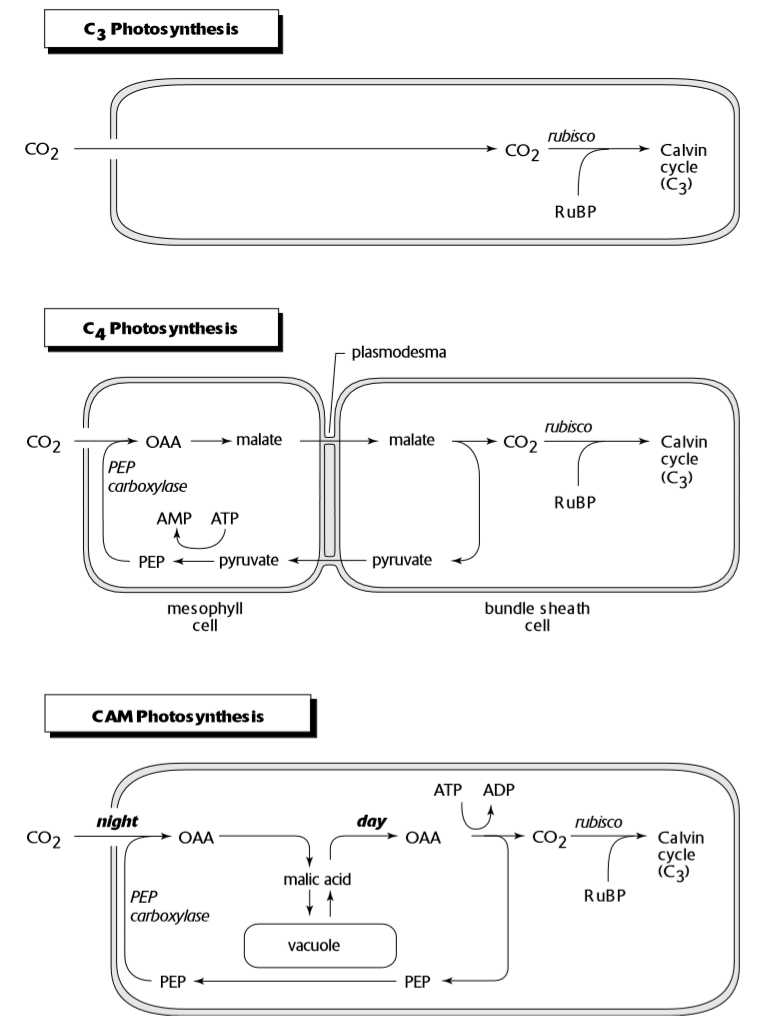 C3 Photosynthesis
CO2
CO2
rubisco
Calvin
cycle
(C3)
RuBP
C4 Photosynthesis
plasmodesma
CO2
OAA
malate
malate
CO2
rubisco
Calvin
cycle
(C3)
PEP
carboxylase
RuBP
AMP
ATP
PEP
pyruvate
pyruvate
mesophyll
cell
bundle sheath
cell
CAM Photosynthesis
ATP
ADP
CO2
night
OAA
day
OAA
CO2
rubisco
Calvin
cycle
(C3)
malic acid
RuBP
PEP
carboxylase
vacuole
PEP
PEP